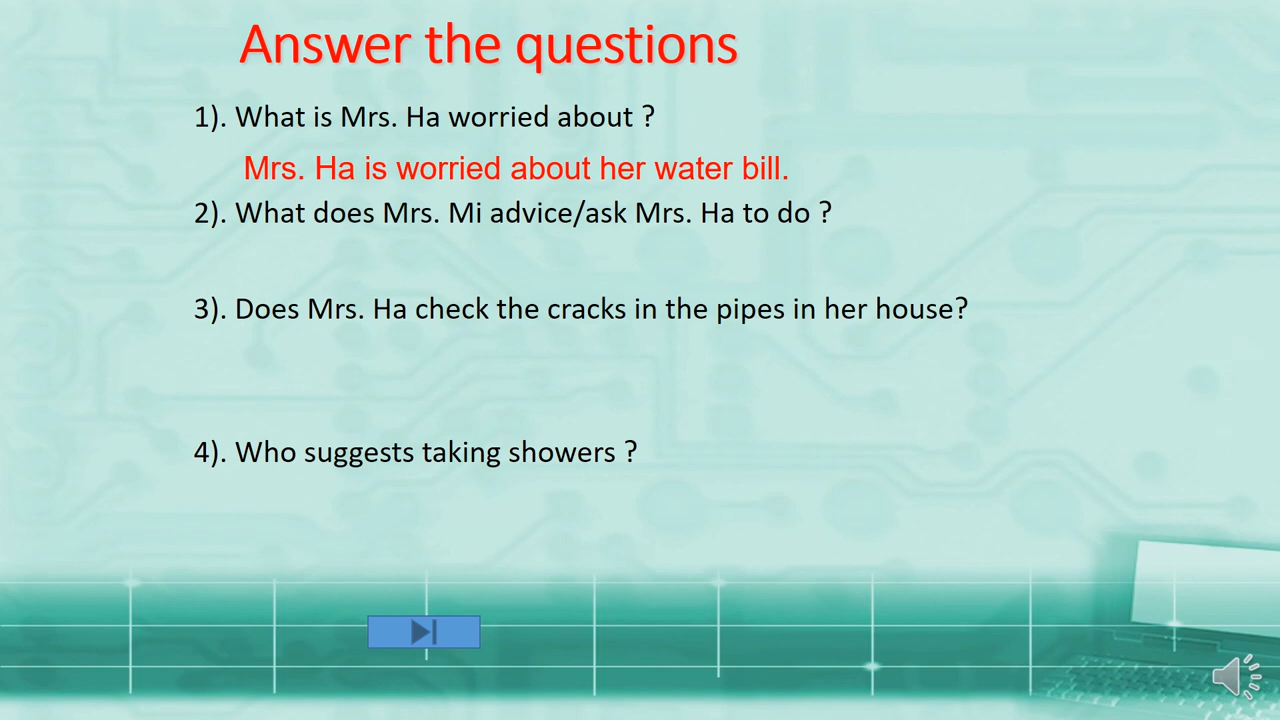 Answer the questions
1). What is Mrs. Ha worried about ?
Mrs. Ha is worried about her water bill.
2). What does Mrs. Mi advice/ask Mrs. Ha to do ?
3). Does Mrs. Ha check the cracks in the pipes in her house?
4). Who suggests taking showers ?